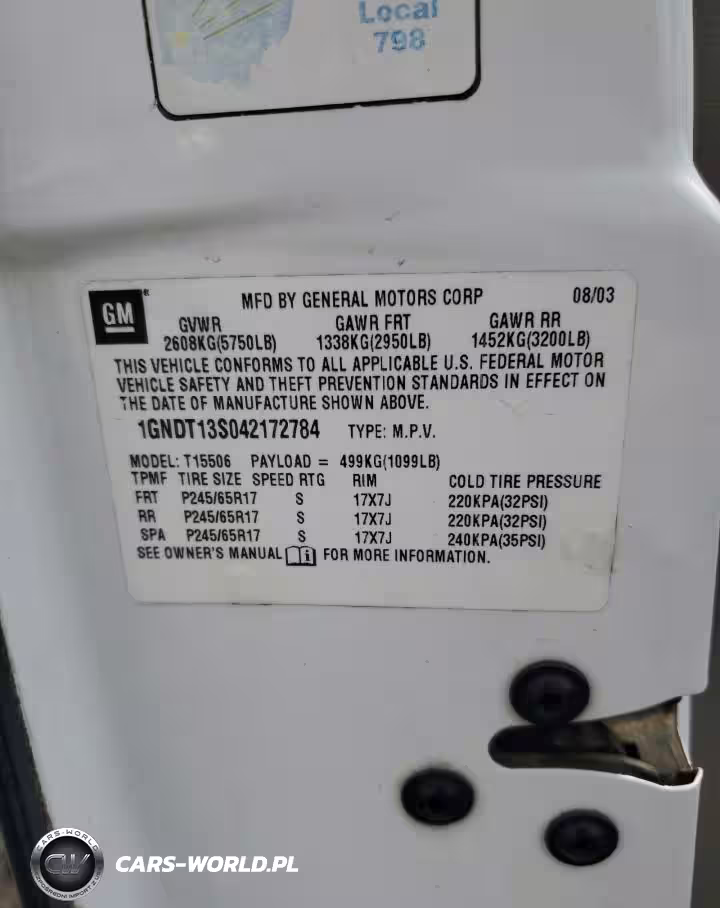 Local
798
GM ® MFD BY GENERAL MOTORS CORP 08/03
GVWR GAWR FRT GAWR RR
2608KG(5750LB) 1338KG(2950LB) 1452KG(3200LB)
THIS VEHICLE CONFORMS TO ALL APPLICABLE U.S. FEDERAL MOTOR
VEHICLE SAFETY AND THEFT PREVENTION STANDARDS IN EFFECT ON
THE DATE OF MANUFACTURE SHOWN ABOVE.
1GNDT13S042172784 TYPE: M.P.V.
MODEL: T15506 PAYLOAD = 499KG(1099LB)
TPMF TIRE SIZE SPEED RTG RIM COLD TIRE PRESSURE
FRT P245/65R17 S 17X7J 220KPA(32PSI)
RR P245/65R17 S 17X7J 220KPA(32PSI)
SPA P245/65R17 S 17X7J 240KPA(35PSI)
SEE OWNER'S MANUAL i FOR MORE INFORMATION.
CARS-WORLD
CW
CARS-WORLD.PL